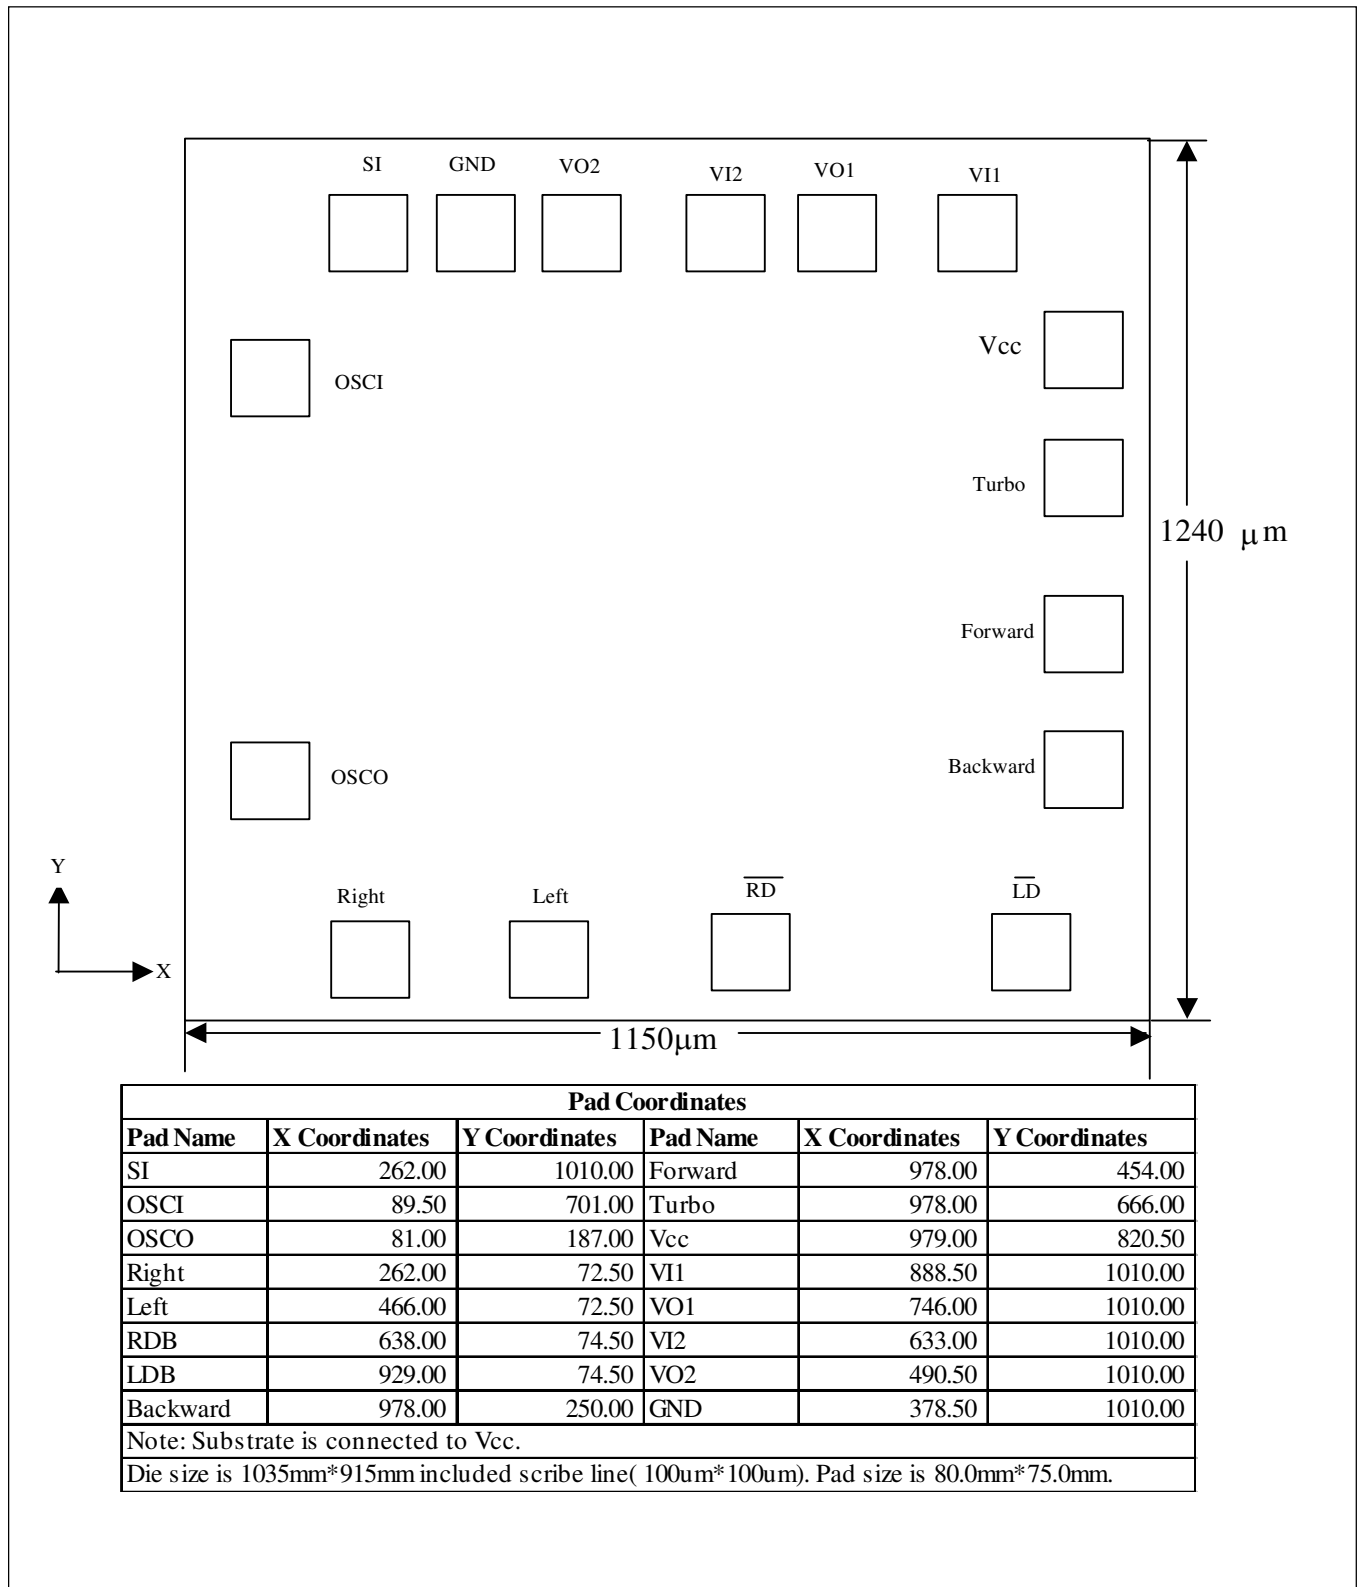 SI GND VO2 VI2 VO1 VI1
Vcc
OSCI
Turbo
1240 μm
Forward
OSCO
Backward
Y
Right Left R̅D̅ L̅D̅
X
1150μm
Pad Coordinates
Pad Name X Coordinates Y Coordinates Pad Name X Coordinates Y Coordinates
SI 262.00 1010.00 Forward 978.00 454.00
OSCI 89.50 701.00 Turbo 978.00 666.00
OSCO 81.00 187.00 Vcc 979.00 820.50
Right 262.00 72.50 VI1 888.50 1010.00
Left 466.00 72.50 VO1 746.00 1010.00
RDB 638.00 74.50 VI2 633.00 1010.00
LDB 929.00 74.50 VO2 490.50 1010.00
Backward 978.00 250.00 GND 378.50 1010.00
Note: Substrate is connected to Vcc.
Die size is 1035mm*915mm included scribe line( 100um*100um). Pad size is 80.0mm*75.0mm.